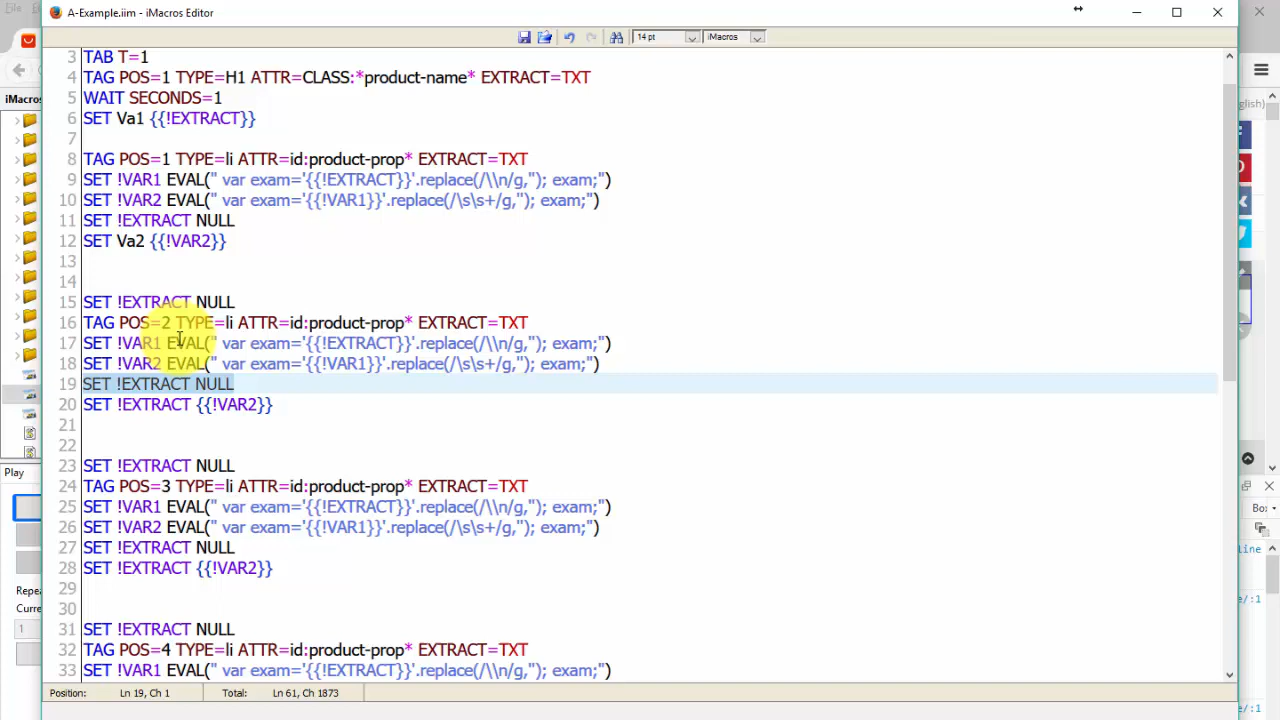 File
A-Example.iim - iMacros Editor
14 pt
iMacros
iMacros
3 TAB T=1
4 TAG POS=1 TYPE=H1 ATTR=CLASS:*product-name* EXTRACT=TXT
5 WAIT SECONDS=1
6 SET Va1 {{!EXTRACT}}
7
8 TAG POS=1 TYPE=li ATTR=id:product-prop* EXTRACT=TXT
9 SET !VAR1 EVAL(" var exam='{{!EXTRACT}}'.replace(/\\n/g,''); exam;")
10 SET !VAR2 EVAL(" var exam='{{!VAR1}}'.replace(/\s\s+/g,''); exam;")
11 SET !EXTRACT NULL
12 SET Va2 {{!VAR2}}
13
14
15 SET !EXTRACT NULL
16 TAG POS=2 TYPE=li ATTR=id:product-prop* EXTRACT=TXT
17 SET !VAR1 EVAL(" var exam='{{!EXTRACT}}'.replace(/\\n/g,''); exam;")
18 SET !VAR2 EVAL(" var exam='{{!VAR1}}'.replace(/\s\s+/g,''); exam;")
19 SET !EXTRACT NULL
20 SET !EXTRACT {{!VAR2}}
21
22
23 SET !EXTRACT NULL
24 TAG POS=3 TYPE=li ATTR=id:product-prop* EXTRACT=TXT
25 SET !VAR1 EVAL(" var exam='{{!EXTRACT}}'.replace(/\\n/g,''); exam;")
26 SET !VAR2 EVAL(" var exam='{{!VAR1}}'.replace(/\s\s+/g,''); exam;")
27 SET !EXTRACT NULL
28 SET !EXTRACT {{!VAR2}}
29
30
31 SET !EXTRACT NULL
32 TAG POS=4 TYPE=li ATTR=id:product-prop* EXTRACT=TXT
33 SET !VAR1 EVAL(" var exam='{{!EXTRACT}}'.replace(/\\n/g,''); exam;")
Position: Ln 19, Ch 1 Total: Ln 61, Ch 1873
Play
Repea
Curre
1
glish)
Bo:
line
e/:1
e/:1